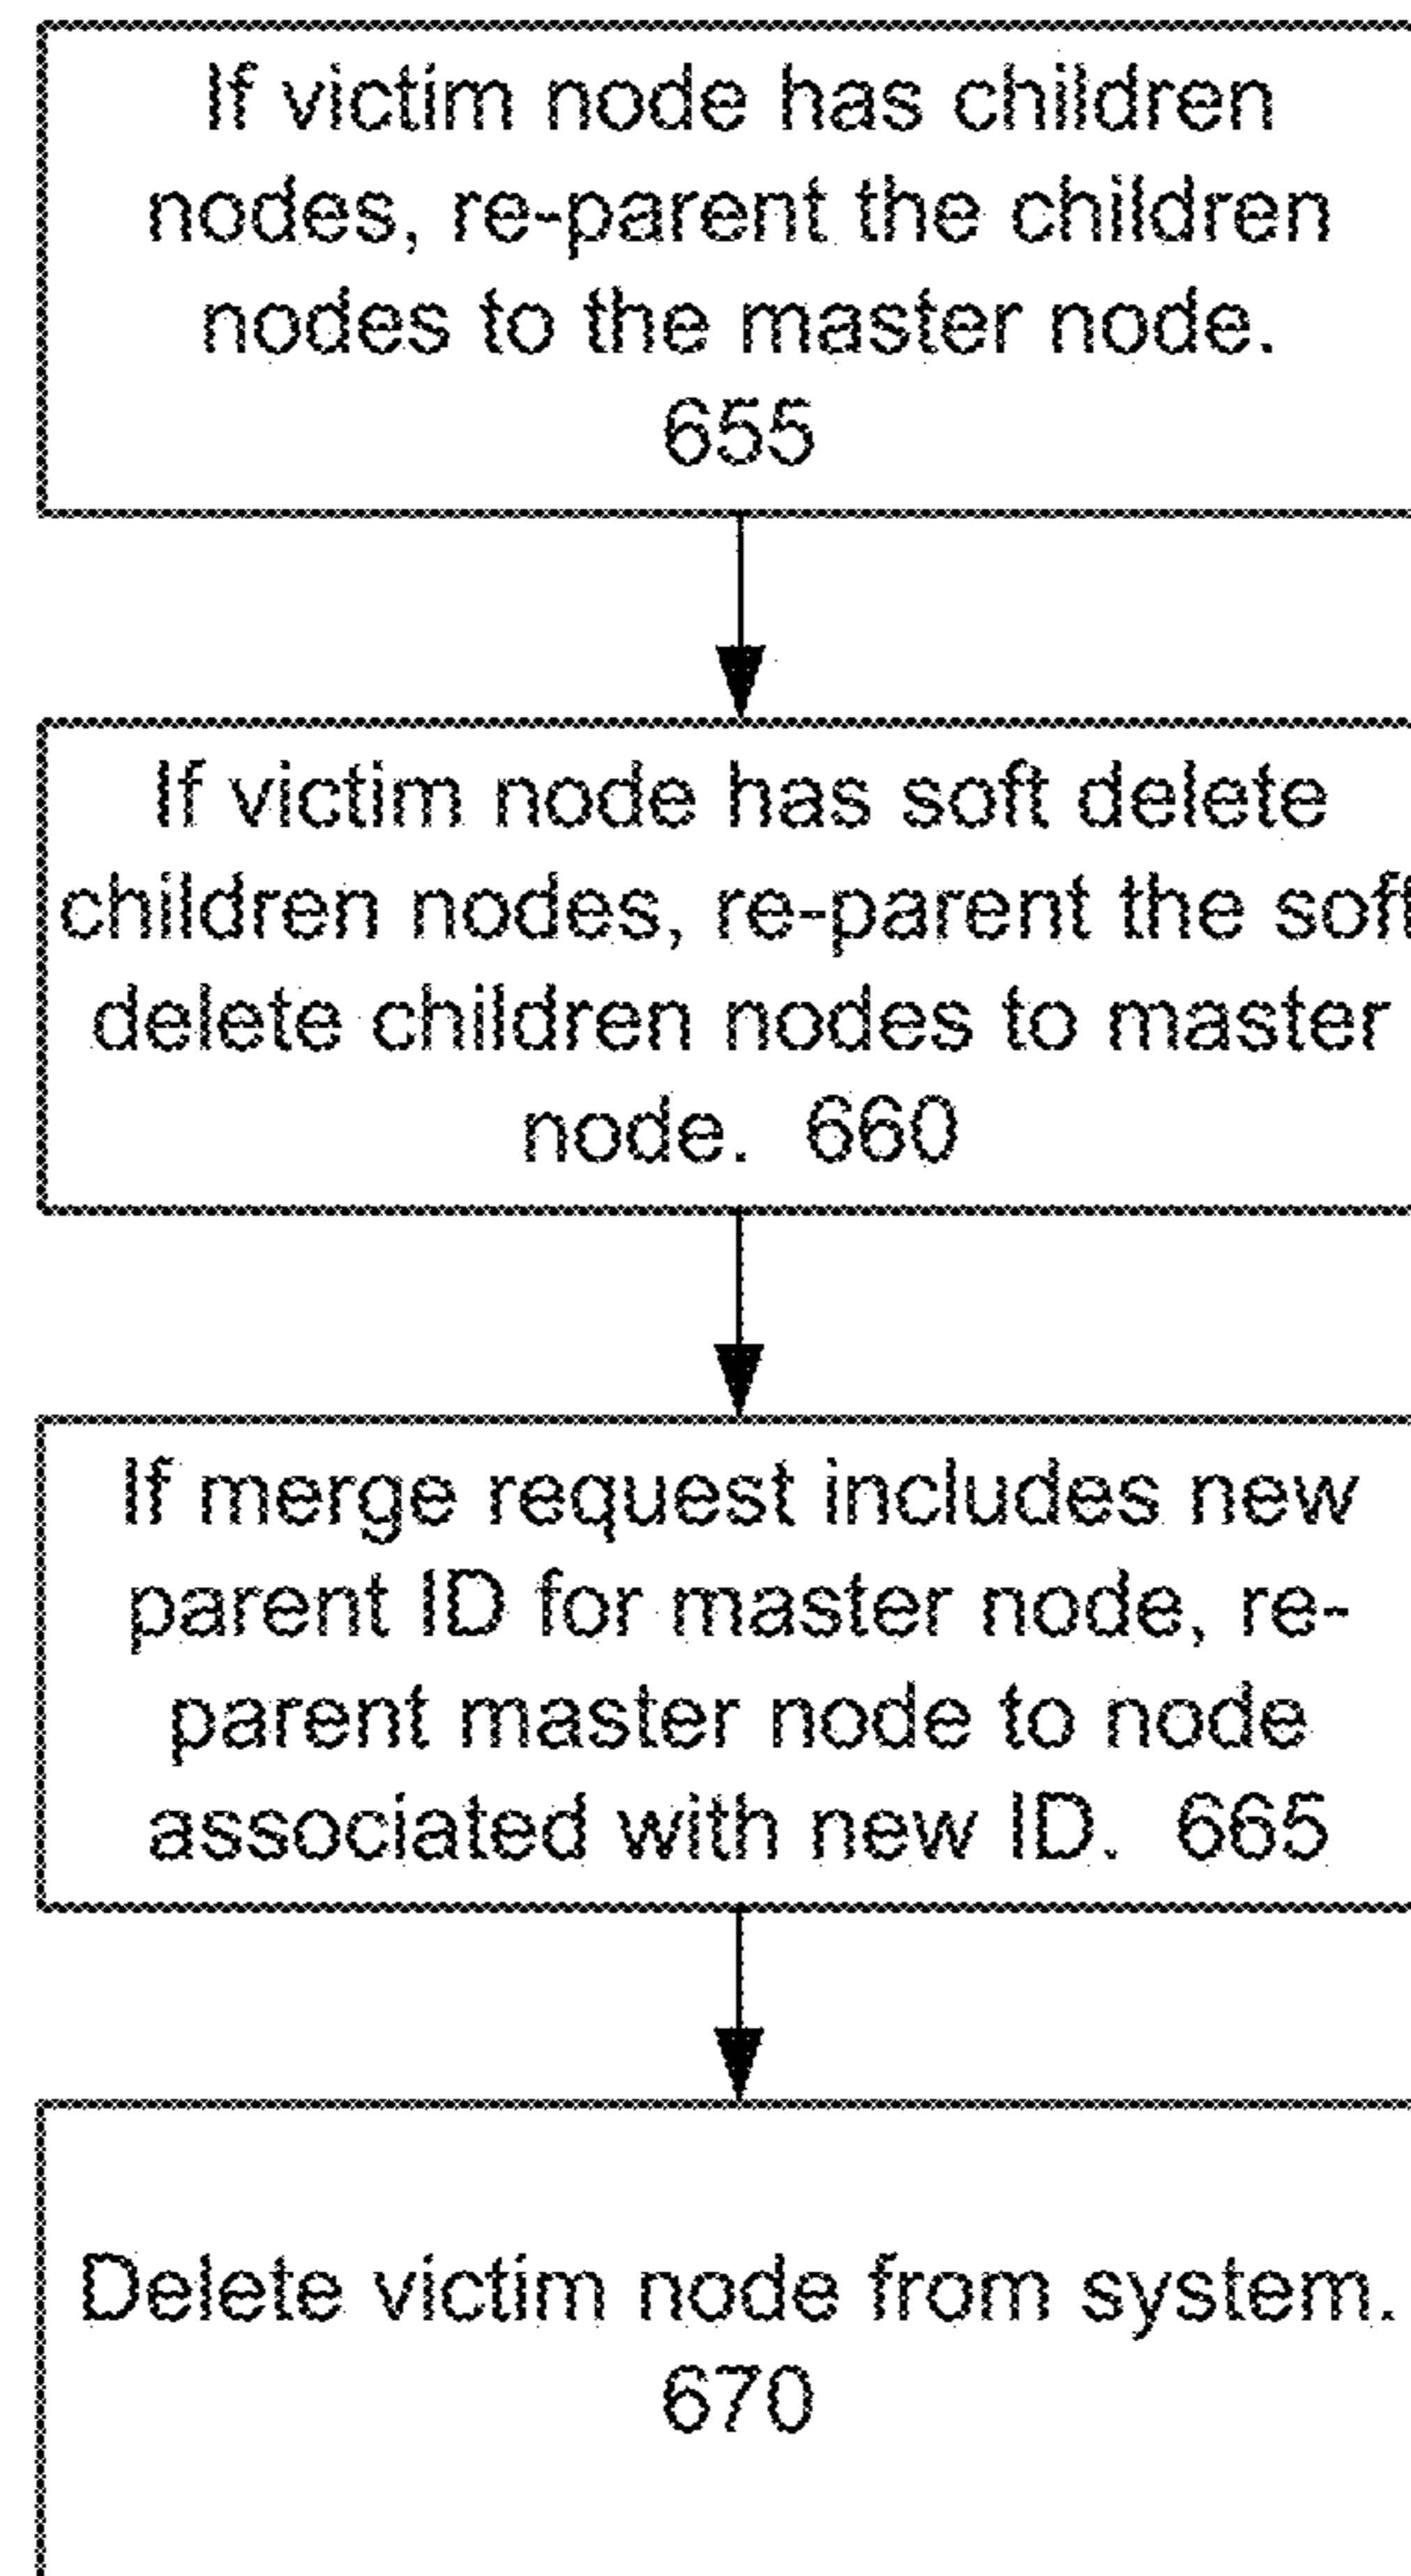 If victim node has children
nodes, re-parent the children
nodes to the master node.
655
If victim node has soft delete
children nodes, re-parent the soft
delete children nodes to master
node. 660
If merge request includes new
parent ID for master node, re-
parent master node to node
associated with new ID. 665
Delete victim node from system.
670